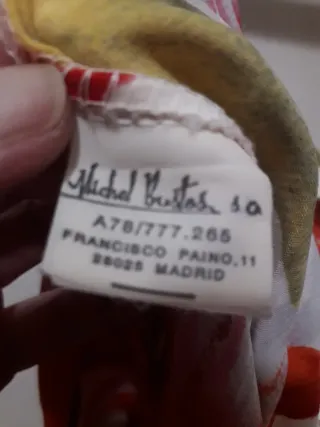 Michel Bustos s a
A78/777.265
FRANCISCO PAINO, 11
28025 MADRID